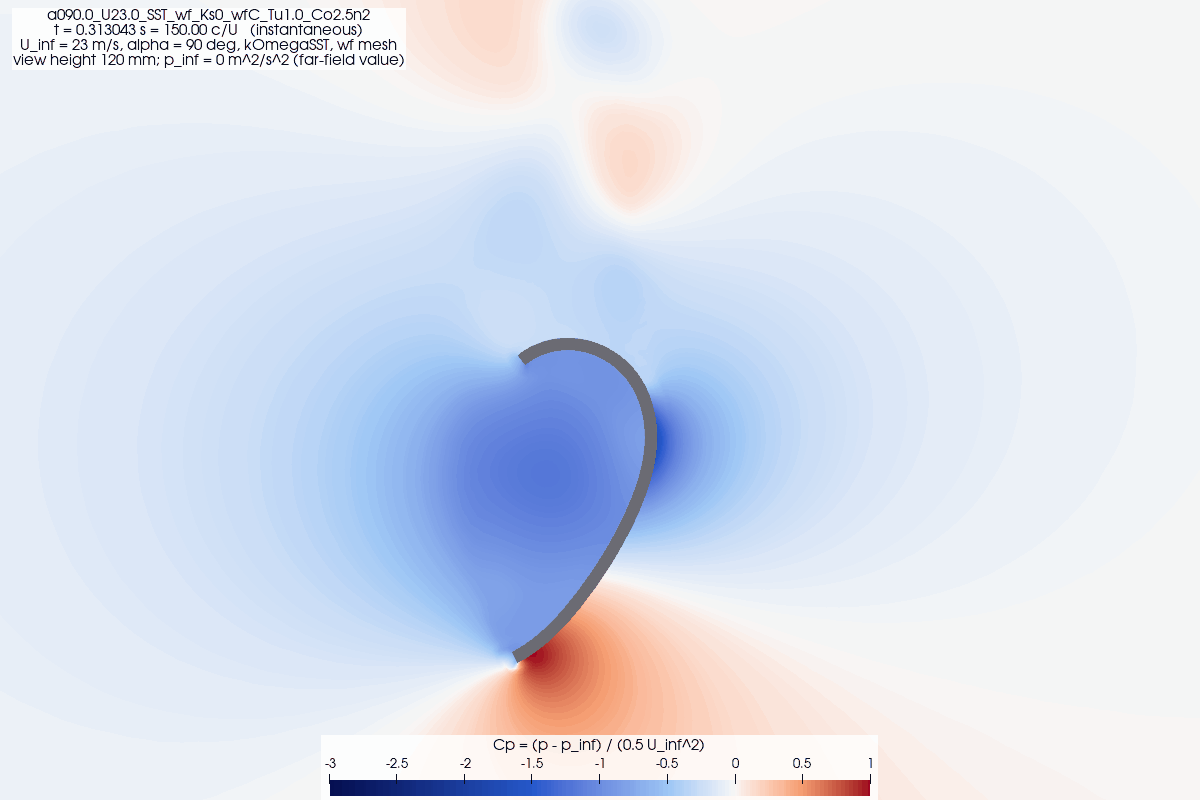 a090.0_U23.0_SST_wf_Ks0_wfC_Tu1.0_Co2.5n2
t = 0.313043 s = 150.00 c/U (instantaneous)
U_inf = 23 m/s, alpha = 90 deg, kOmegaSST, wf mesh
view height 120 mm; p_inf = 0 m^2/s^2 (far-field value)
Cp = (p - p_inf) / (0.5 U_inf^2)
-3 -2.5 -2 -1.5 -1 -0.5 0 0.5 1